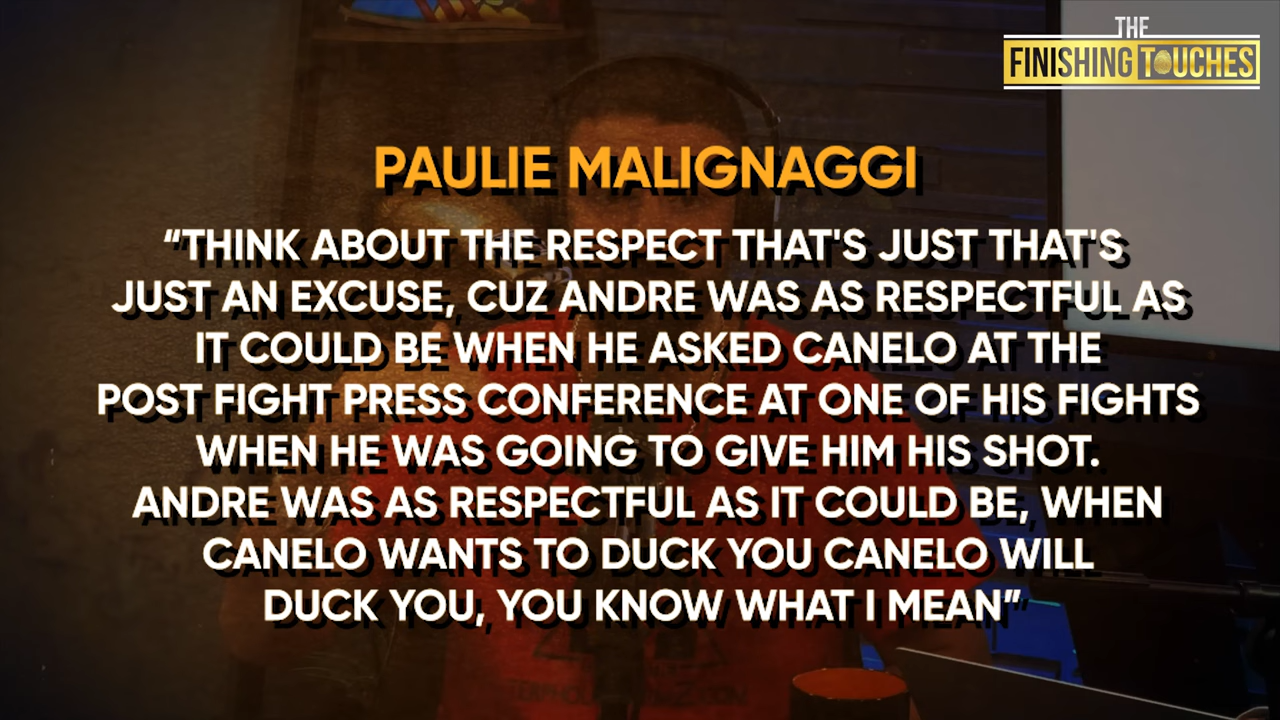 THE
FINISHING TOUCHES
PAULIE MALIGNAGGI
“THINK ABOUT THE RESPECT THAT'S JUST THAT'S
JUST AN EXCUSE, CUZ ANDRE WAS AS RESPECTFUL AS
IT COULD BE WHEN HE ASKED CANELO AT THE
POST FIGHT PRESS CONFERENCE AT ONE OF HIS FIGHTS
WHEN HE WAS GOING TO GIVE HIM HIS SHOT.
ANDRE WAS AS RESPECTFUL AS IT COULD BE, WHEN
CANELO WANTS TO DUCK YOU CANELO WILL
DUCK YOU, YOU KNOW WHAT I MEAN”